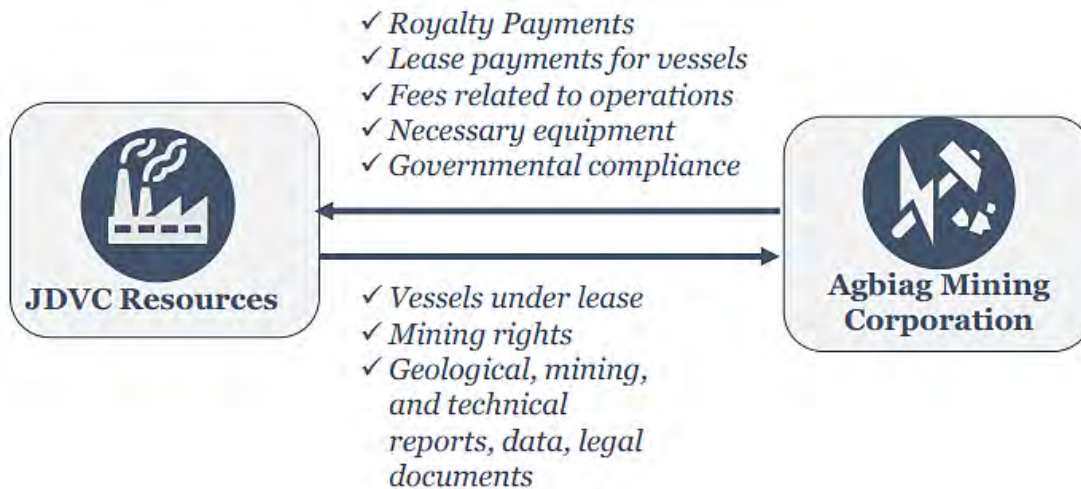 ✓ Royalty Payments
✓ Lease payments for vessels
✓ Fees related to operations
✓ Necessary equipment
✓ Governmental compliance
JDVC Resources
Agbiag Mining
Corporation
✓ Vessels under lease
✓ Mining rights
✓ Geological, mining,
and technical
reports, data, legal
documents